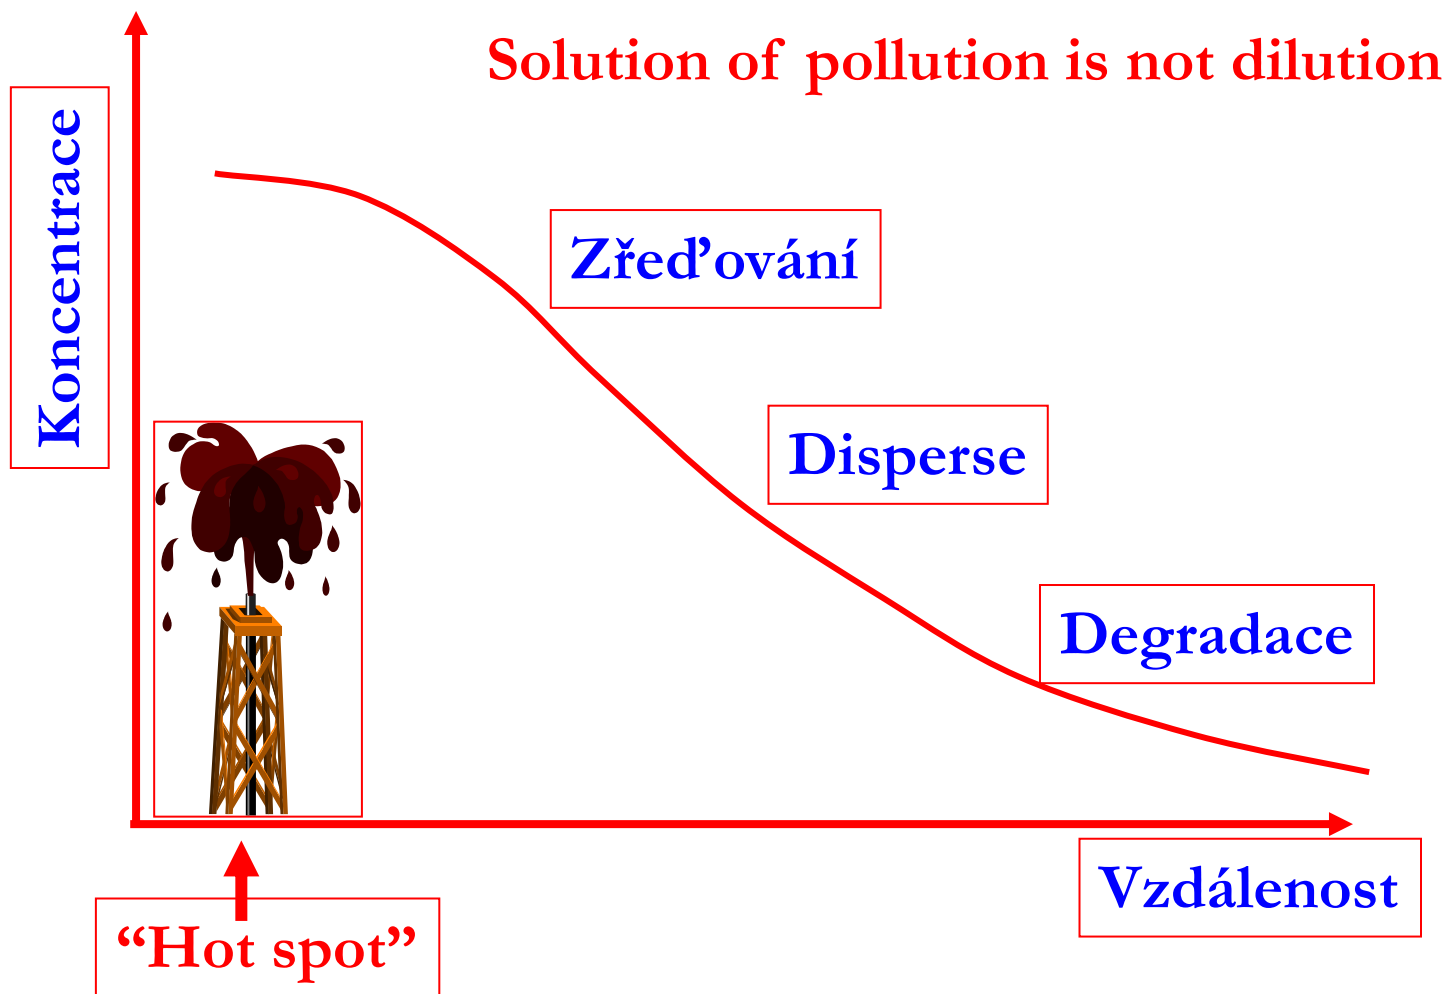 Solution of pollution is not dilution
Koncentrace
Zřeďování
Disperse
Degradace
Vzdálenost
“Hot spot”